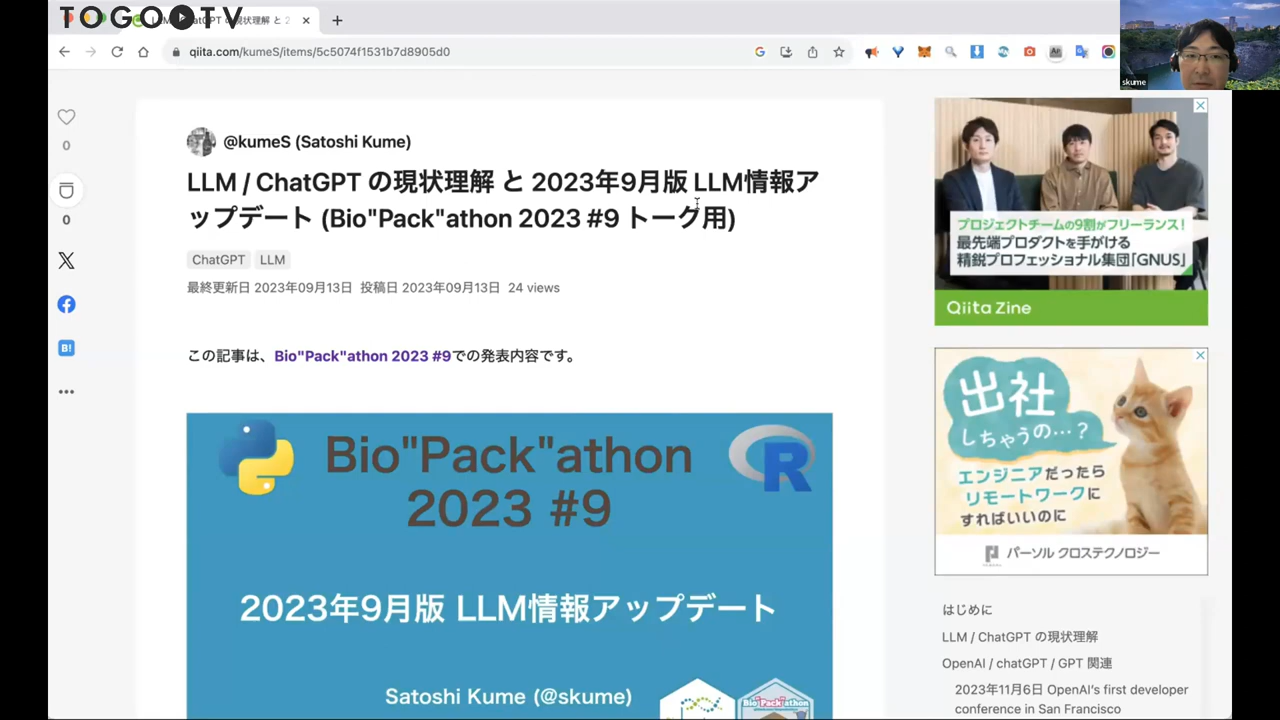 TOGO TV
qiita.com/kumeS/items/5c5074f1531b7d8905d0
skume
0
0
@kumeS (Satoshi Kume)
LLM / ChatGPT の現状理解 と 2023年9月版 LLM情報ア
ップデート (Bio"Pack"athon 2023 #9 トーク用)
ChatGPT LLM
最終更新日 2023年09月13日 投稿日 2023年09月13日 24 views
この記事は、Bio"Pack"athon 2023 #9での発表内容です。
Bio"Pack"athon
2023 #9
R
2023年9月版 LLM情報アップデート
Satoshi Kume (@skume)
Bio"Pack"athon
プロジェクトチームの9割がフリーランス!
最先端プロダクトを手がける
精鋭プロフェッショナル集団「GNUS」
Qiita Zine
出社
しちゃうの…?
エンジニアだったら
リモートワークに
すればいいのに
パーソル クロステクノロジー
はじめに
LLM / ChatGPT の現状理解
OpenAI / chatGPT / GPT 関連
2023年11月6日 OpenAI's first developer
conference in San Francisco